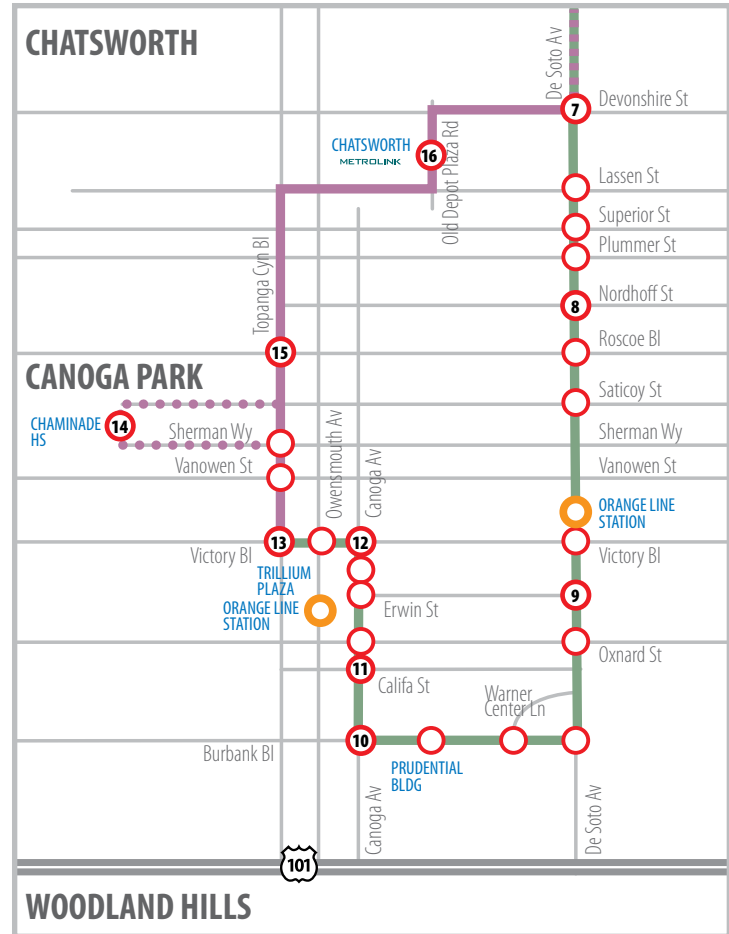 CHATSWORTH
De Soto Av
7
Devonshire St
CHATSWORTH
METROLINK
16
Old Depot Plaza Rd
Lassen St
Superior St
Plummer St
Topanga Cyn Bl
8
Nordhoff St
15
Roscoe Bl
CANOGA PARK
Saticoy St
CHAMINADE
HS
14
Sherman Wy
Sherman Wy
Vanowen St
Owensmouth Av
Canoga Av
Vanowen St
ORANGE LINE
STATION
13
12
Victory Bl
Victory Bl
TRILLIUM
PLAZA
ORANGE LINE
STATION
9
Erwin St
Oxnard St
11
Califa St
Warner
Center Ln
10
Burbank Bl
PRUDENTIAL
BLDG
Canoga Av
De Soto Av
101
WOODLAND HILLS